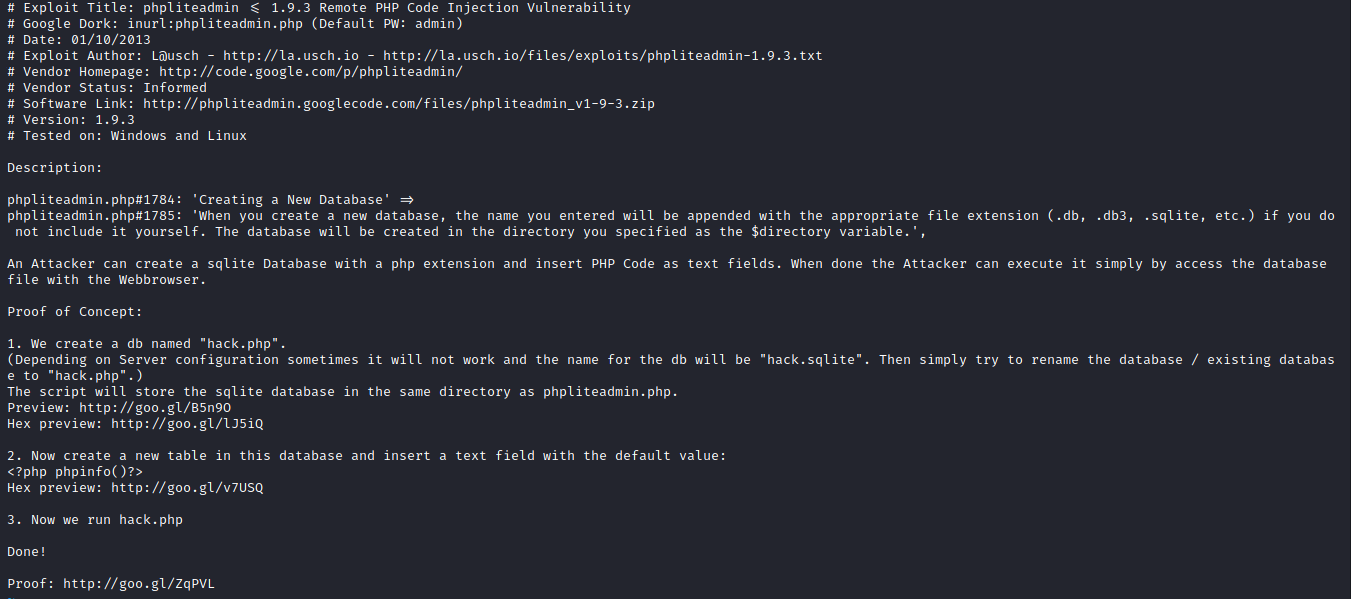 # Exploit Title: phpliteadmin <= 1.9.3 Remote PHP Code Injection Vulnerability
# Google Dork: inurl:phpliteadmin.php (Default PW: admin)
# Date: 01/10/2013
# Exploit Author: L@usch - http://la.usch.io - http://la.usch.io/files/exploits/phpliteadmin-1.9.3.txt
# Vendor Homepage: http://code.google.com/p/phpliteadmin/
# Vendor Status: Informed
# Software Link: http://phpliteadmin.googlecode.com/files/phpliteadmin_v1-9-3.zip
# Version: 1.9.3
# Tested on: Windows and Linux
Description:
phpliteadmin.php#1784: 'Creating a New Database' =>
phpliteadmin.php#1785: 'When you create a new database, the name you entered will be appended with the appropriate file extension (.db, .db3, .sqlite, etc.) if you do
not include it yourself. The database will be created in the directory you specified as the $directory variable.',
An Attacker can create a sqlite Database with a php extension and insert PHP Code as text fields. When done the Attacker can execute it simply by access the database
file with the Webbrowser.
Proof of Concept:
1. We create a db named "hack.php".
(Depending on Server configuration sometimes it will not work and the name for the db will be "hack.sqlite". Then simply try to rename the database / existing databas
e to "hack.php".)
The script will store the sqlite database in the same directory as phpliteadmin.php.
Preview: http://goo.gl/B5n9O
Hex preview: http://goo.gl/lJ5iQ
2. Now create a new table in this database and insert a text field with the default value:
<?php phpinfo()?>
Hex preview: http://goo.gl/v7USQ
3. Now we run hack.php
Done!
Proof: http://goo.gl/ZqPVL